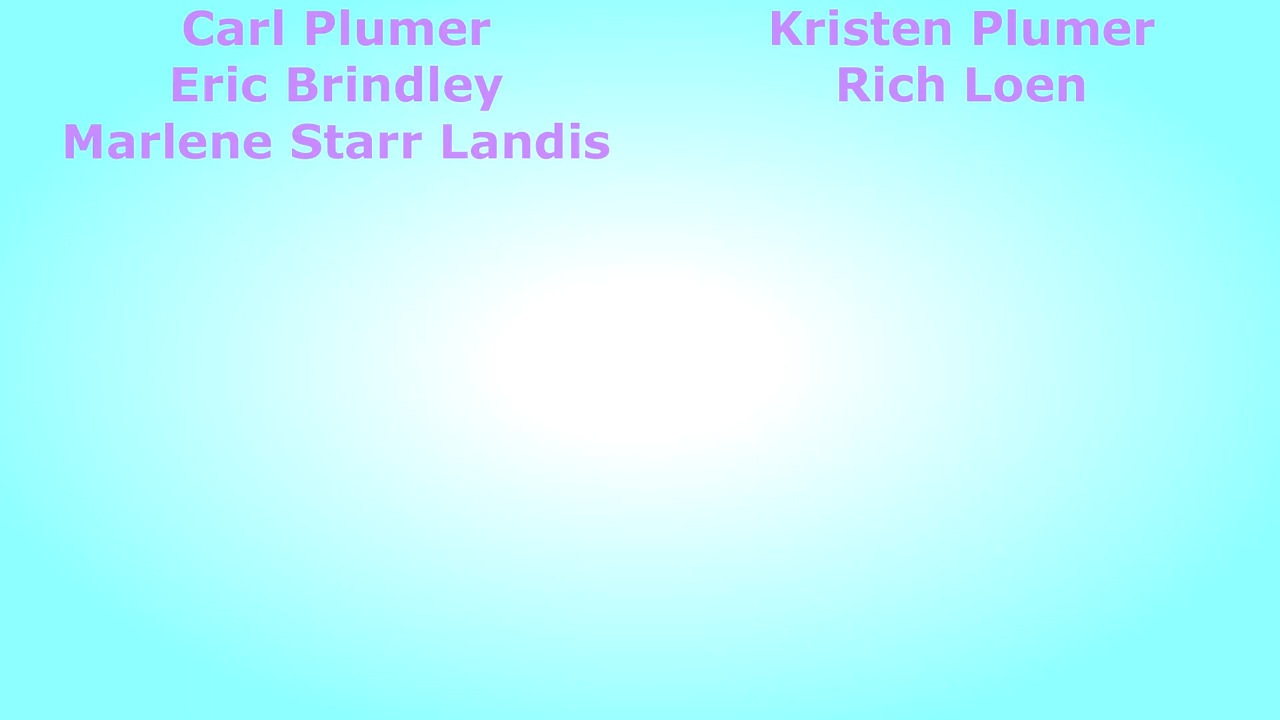 Carl Plumer
Kristen Plumer
Eric Brindley
Rich Loen
Marlene Starr Landis